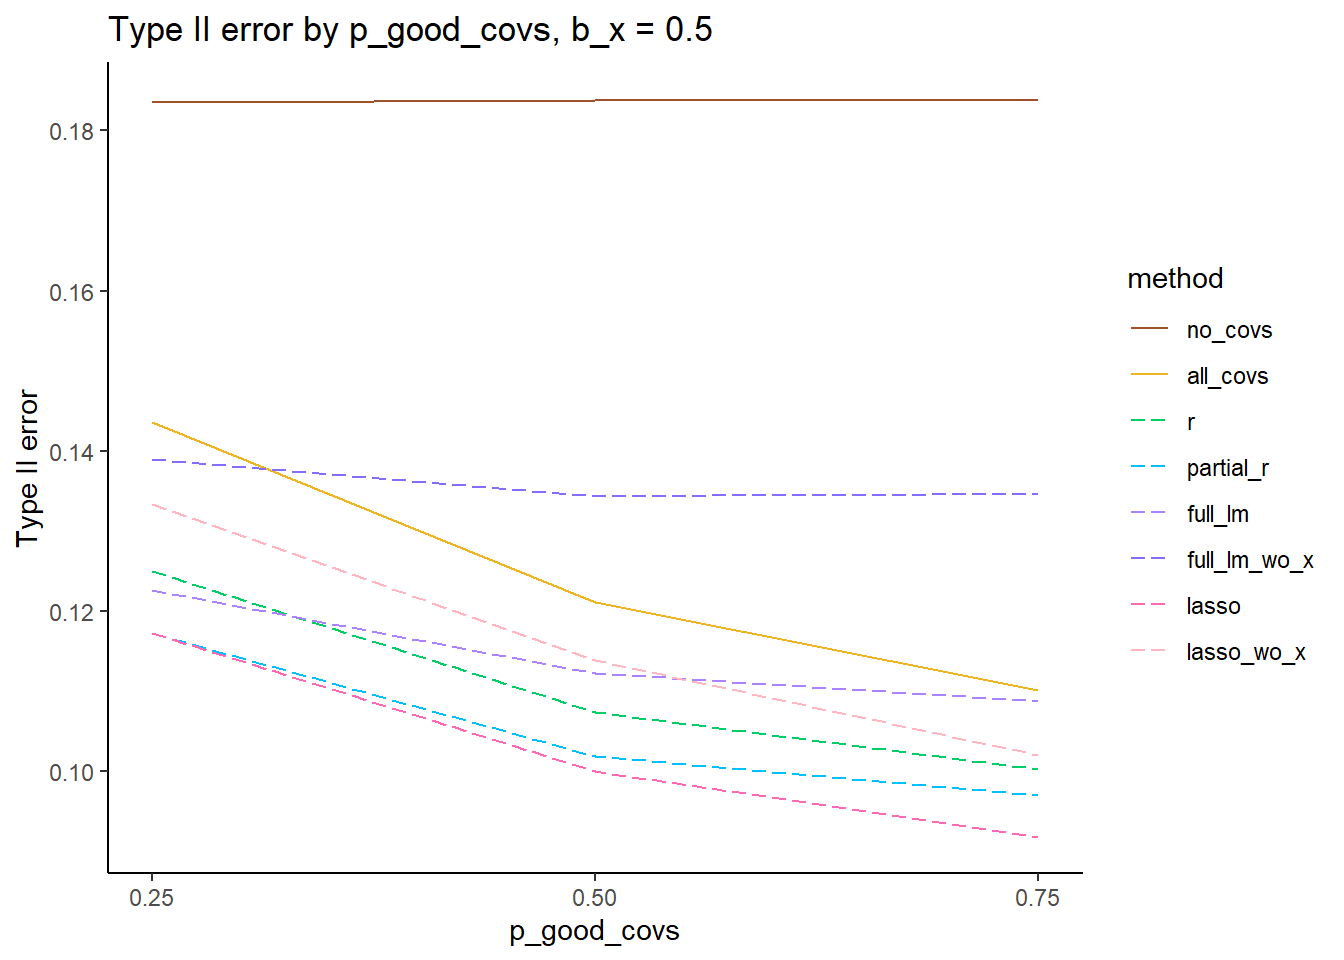 Type II error by p_good_covs, b_x = 0.5
Type II error
0.18
0.16
0.14
0.12
0.10
0.25
0.50
0.75
p_good_covs
method
no_covs
all_covs
r
partial_r
full_lm
full_lm_wo_x
lasso
lasso_wo_x